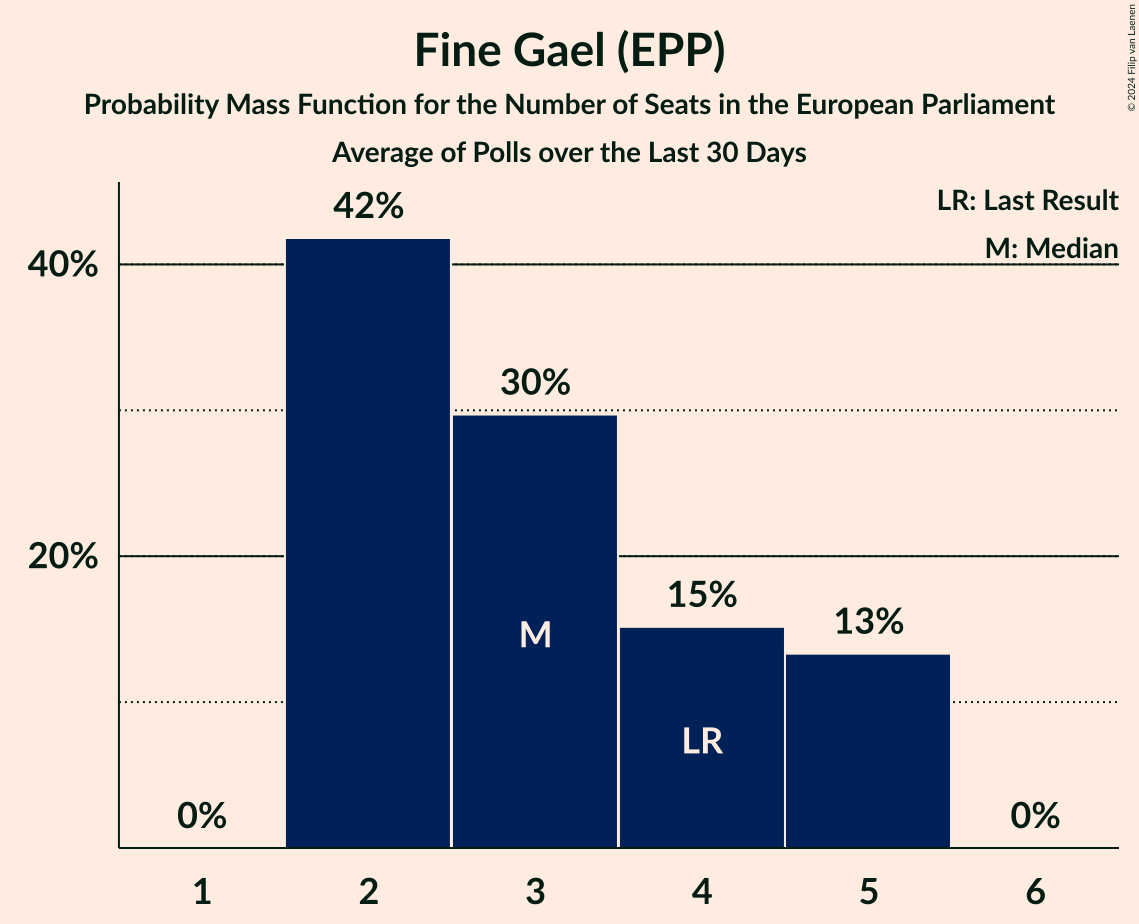 Fine Gael (EPP)
Probability Mass Function for the Number of Seats in the European Parliament
Average of Polls over the Last 30 Days
© 2024 Filip van Laenen
LR: Last Result
M: Median
40%
20%
0%
42%
30%
15%
13%
0%
M
LR
1
2
3
4
5
6